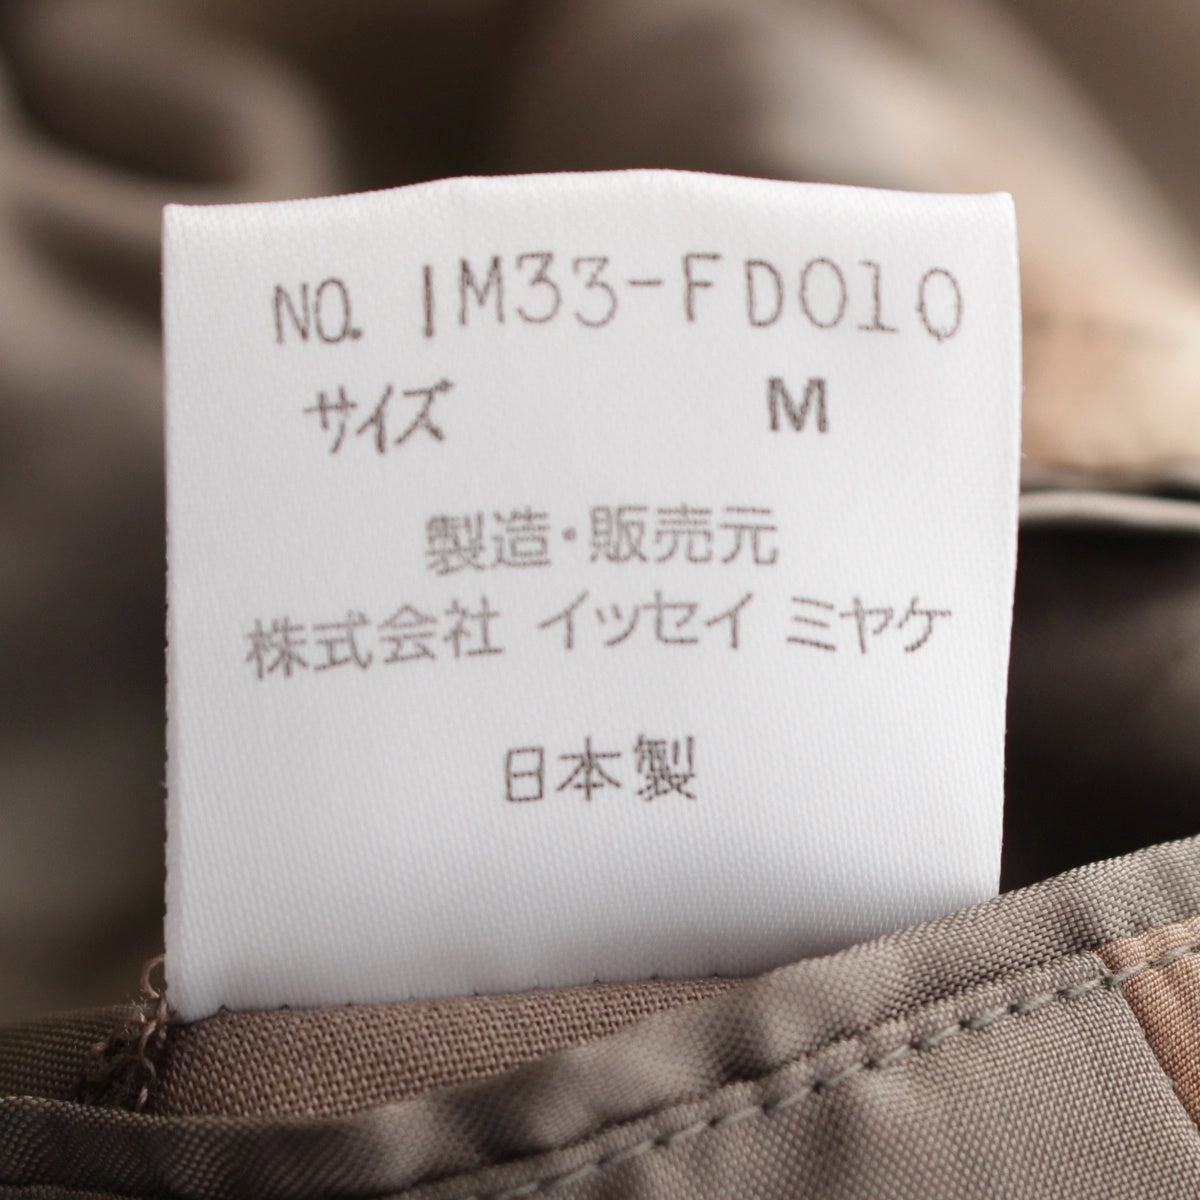 NO. IM33-FD010
サイズ M
製造・販売元
株式会社 イッセイ ミヤケ
日本製